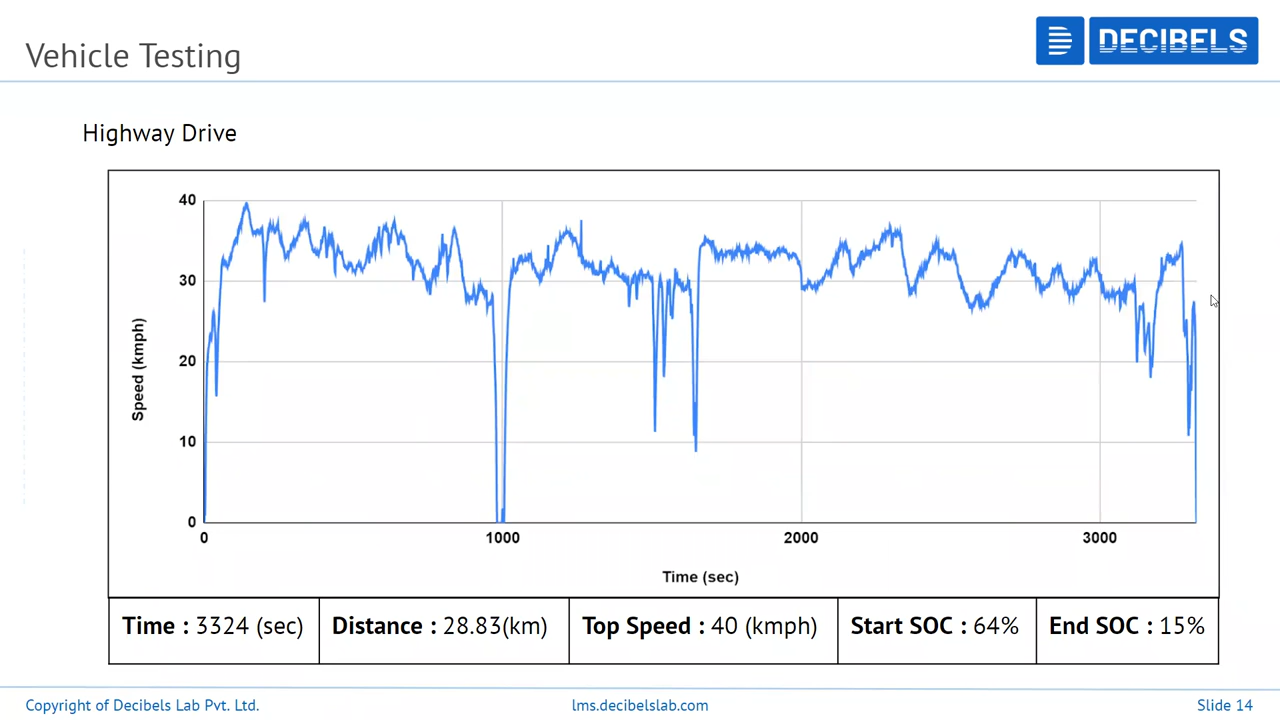 Vehicle Testing
DECIBELS
Highway Drive
40
30
20
10
0
Speed (kmph)
0 1000 2000 3000
Time (sec)
Time : 3324 (sec) Distance : 28.83(km) Top Speed : 40 (kmph) Start SOC : 64% End SOC : 15%
Copyright of Decibels Lab Pvt. Ltd. lms.decibelslab.com Slide 14